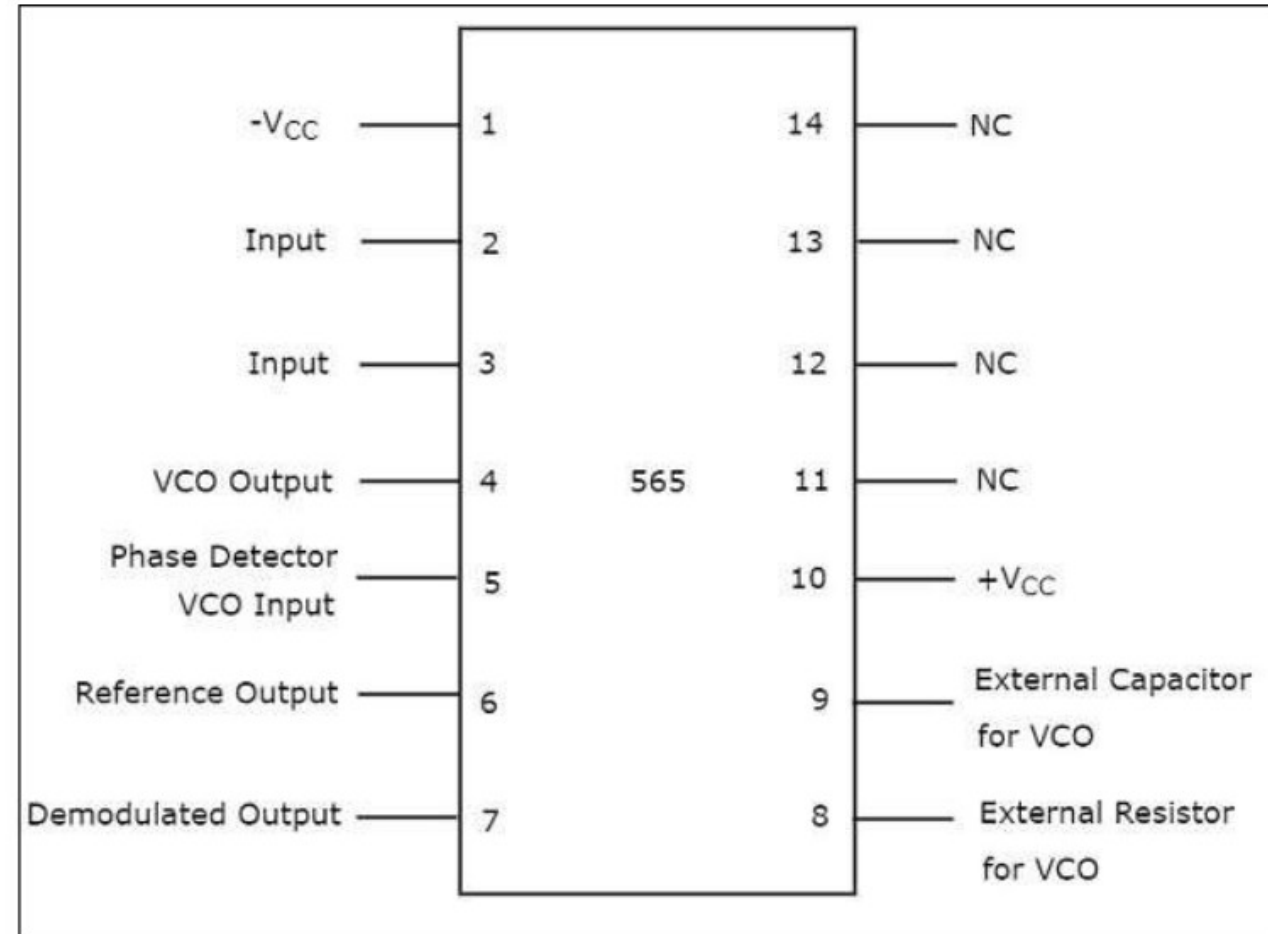 -VCC 1 14 NC
Input 2 13 NC
Input 3 12 NC
VCO Output 4 565 11 NC
Phase Detector
VCO Input 5 10 +VCC
Reference Output 6 9 External Capacitor
for VCO
Demodulated Output 7 8 External Resistor
for VCO